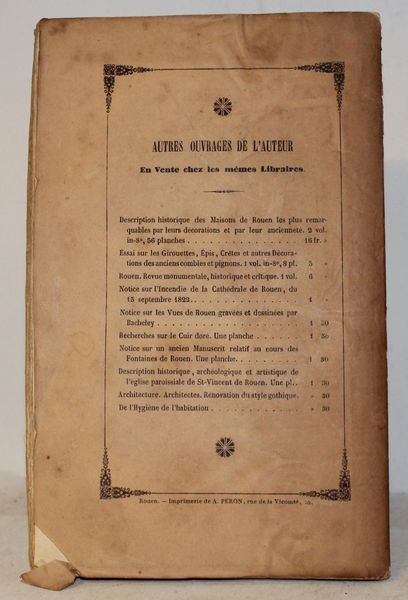 AUTRES OUVRAGES DE L'AUTEUR
En Vente chez les mêmes Libraires.
Description historique des Maisons de Rouen les plus remar-
quables par leurs décorations et par leur ancienneté. 2 vol.
in-8°, 56 planches . . . . . . . . . . . . . . . . 16 fr. »
Essai sur les Girouettes, Épis, Crêtes et autres Décora-
tions des anciens combles et pignons. 1 vol. in-8°, 8 pl. 5 »
Rouen. Revue monumentale, historique et critique. 1 vol. 6 »
Notice sur l'Incendie de la Cathédrale de Rouen, du
15 septembre 1822. . . . . . . . . . . . . . . . 1 »
Notice sur les Vues de Rouen gravées et dessinées par
Bacheley . . . . . . . . . . . . . . . . 1 50
Recherches sur le Cuir doré. Une planche . . . . . 1 50
Notice sur un ancien Manuscrit relatif au cours des
Fontaines de Rouen. Une planche. . . . . . . . . 1 50
Description historique, archéologique et artistique de
l'église paroissiale de St-Vincent de Rouen. Une pl. . 1 50
Architecture. Architectes. Rénovation du style gothique. » 50
De l'Hygiène de l'habitation . . . . . . . . . . . » 50
Rouen. — Imprimerie de A. PÉRON, rue de la Vicomté,